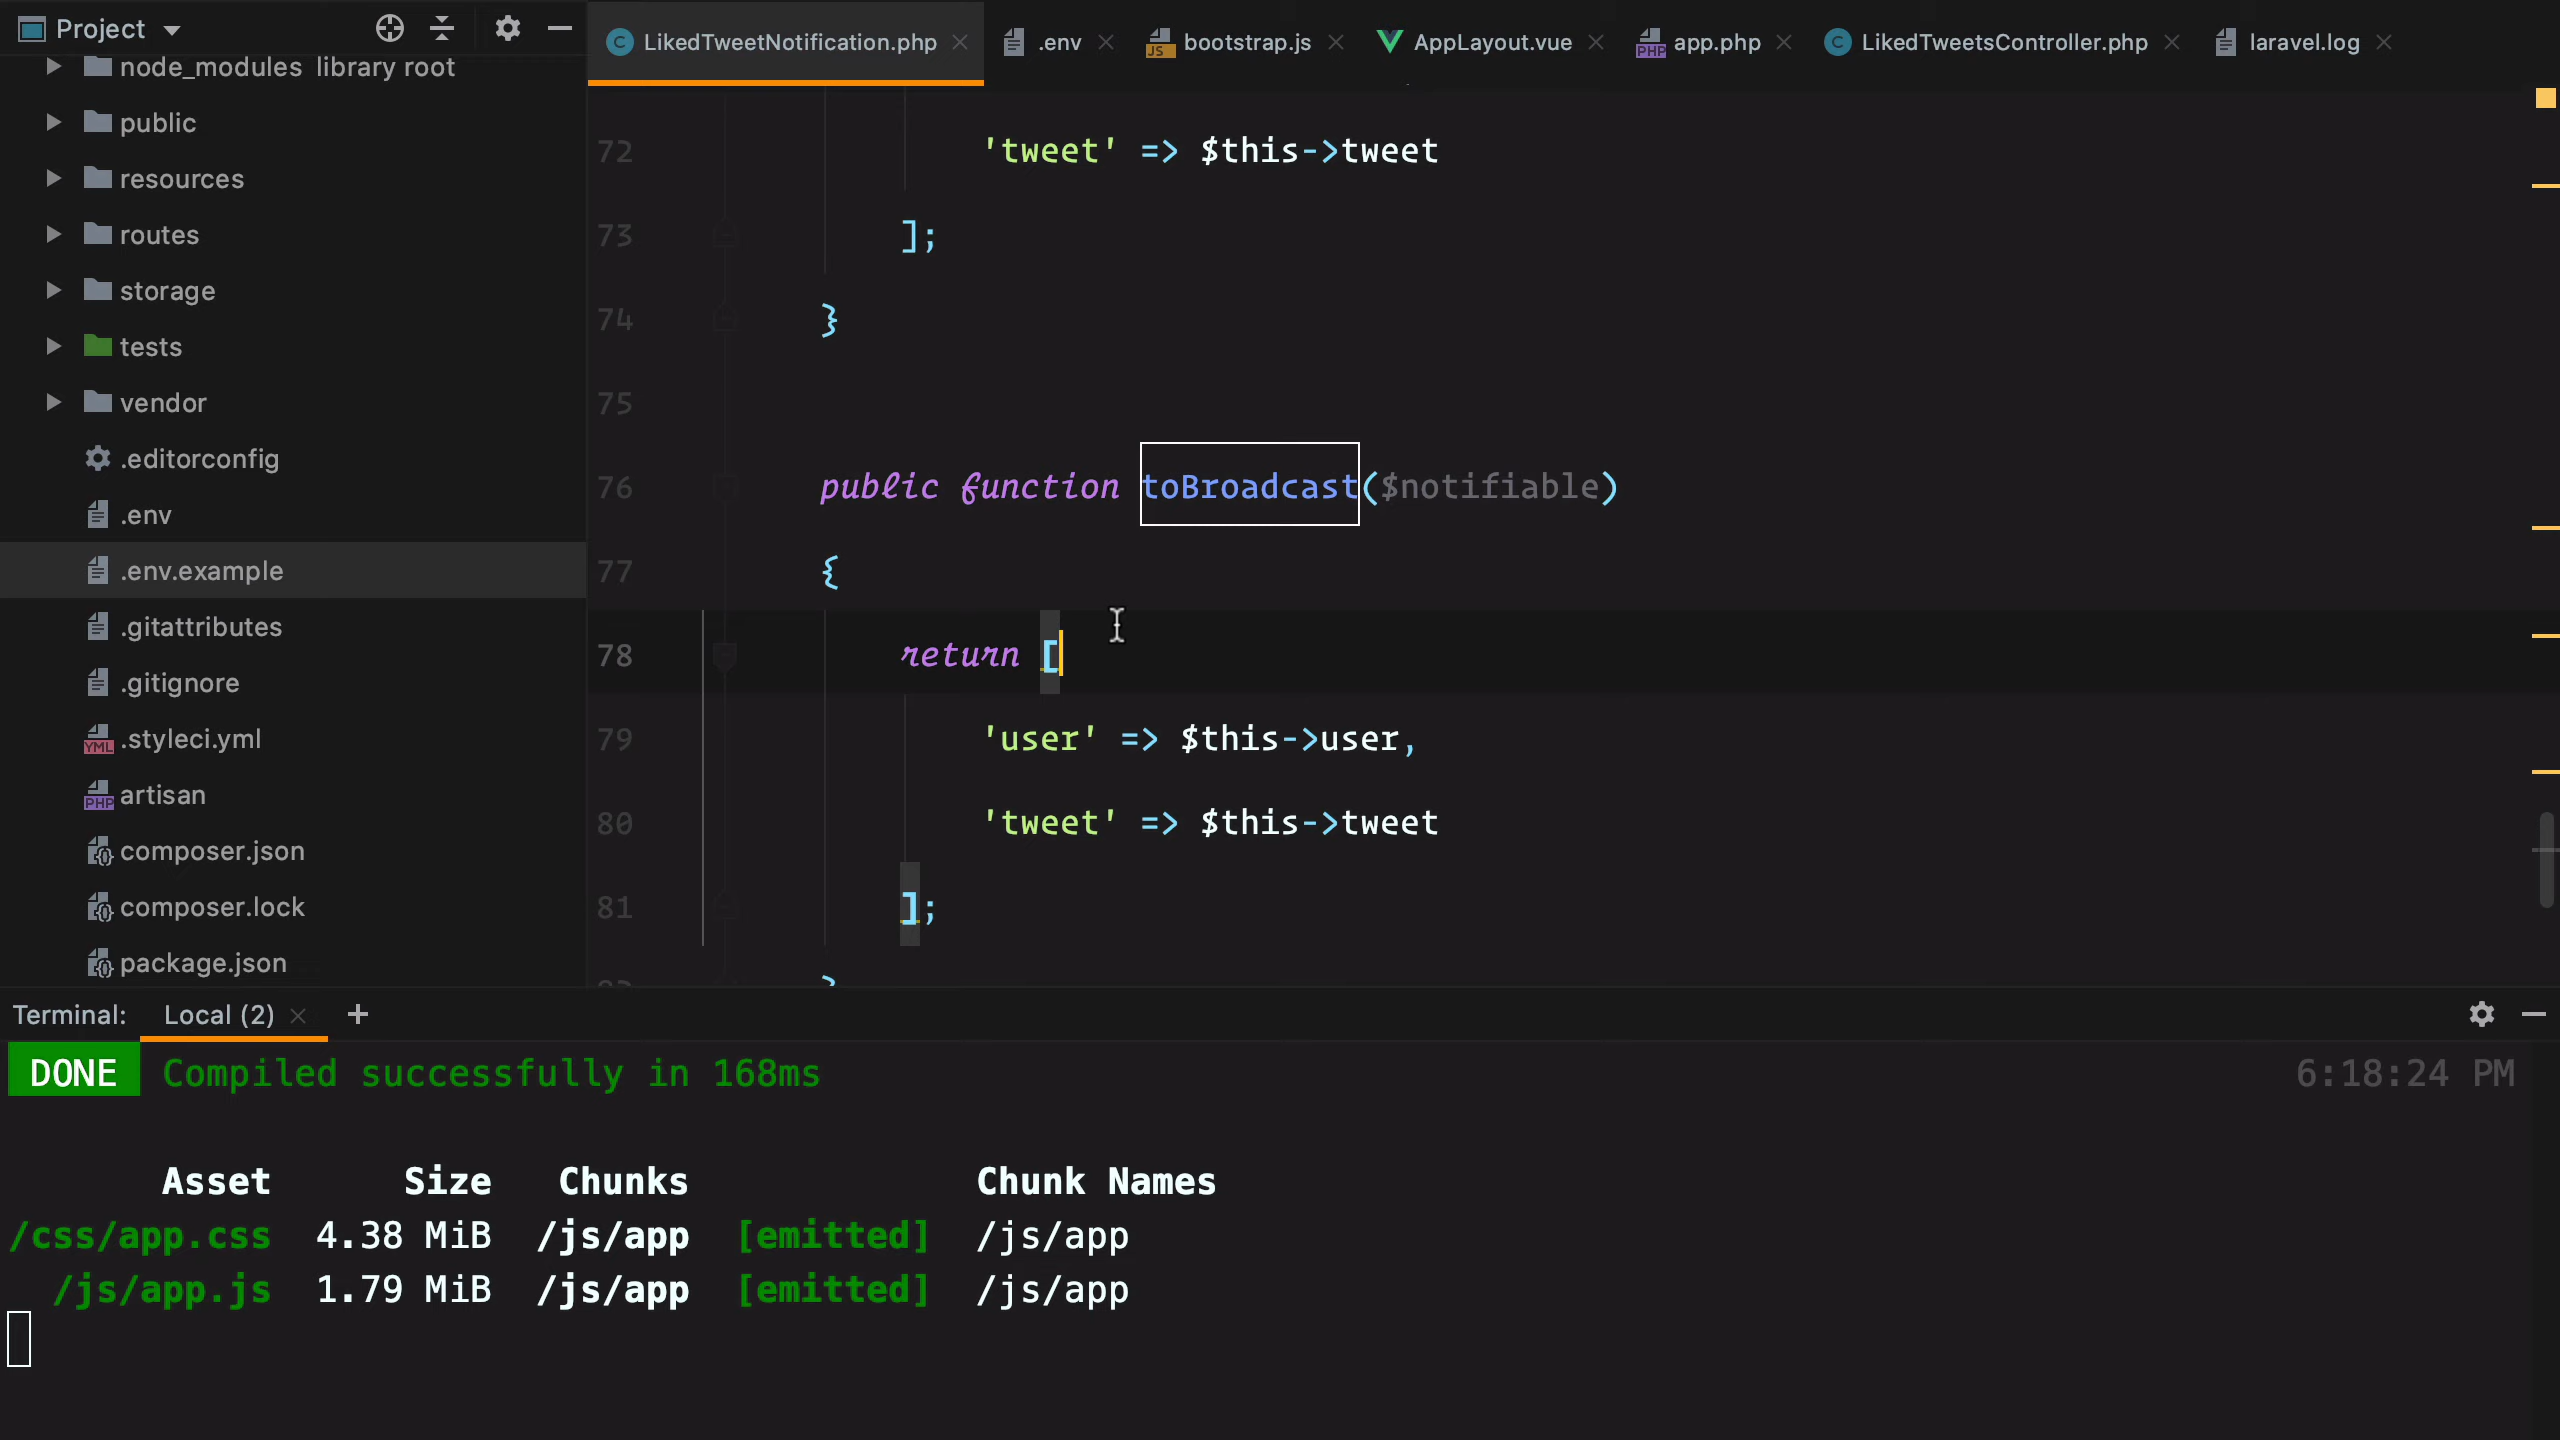 Project
LikedTweetNotification.php
.env
bootstrap.js
AppLayout.vue
app.php
LikedTweetsController.php
laravel.log
node_modules library root
public
resources
routes
storage
tests
vendor
.editorconfig
.env
.env.example
.gitattributes
.gitignore
.styleci.yml
artisan
composer.json
composer.lock
package.json
72 'tweet' => $this->tweet
73 ];
74 }
75
76 public function toBroadcast($notifiable)
77 {
78 return [
79 'user' => $this->user,
80 'tweet' => $this->tweet
81 ];
}
Terminal: Local (2) +
DONE Compiled successfully in 168ms 6:18:24 PM
Asset Size Chunks Chunk Names
/css/app.css 4.38 MiB /js/app [emitted] /js/app
/js/app.js 1.79 MiB /js/app [emitted] /js/app